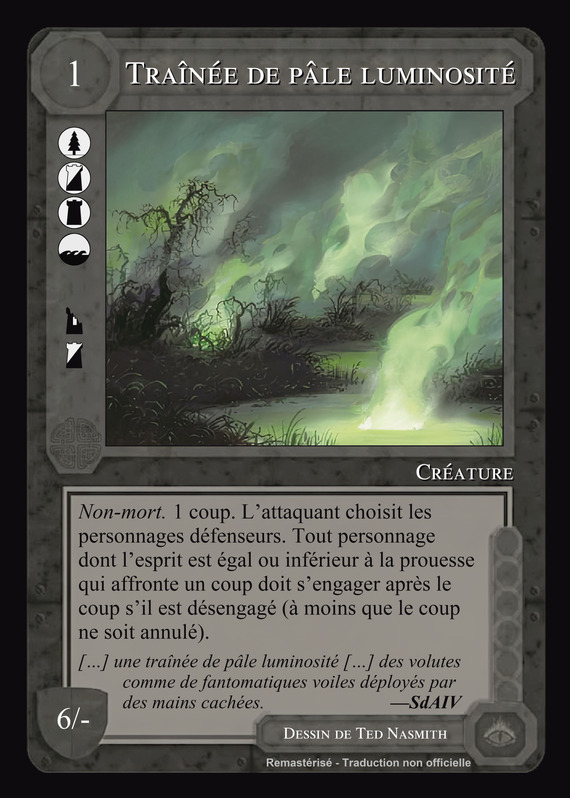 1
Traînée de pâle luminosité
Créature
Non-mort. 1 coup. L'attaquant choisit les
personnages défenseurs. Tout personnage
dont l'esprit est égal ou inférieur à la prouesse
qui affronte un coup doit s'engager après le
coup s'il est désengagé (à moins que le coup
ne soit annulé).
[…] une traînée de pâle luminosité […] des volutes
comme de fantomatiques voiles déployés par
des mains cachées. —SdAIV
6/-
Dessin de Ted Nasmith
Remastérisé - Traduction non officielle